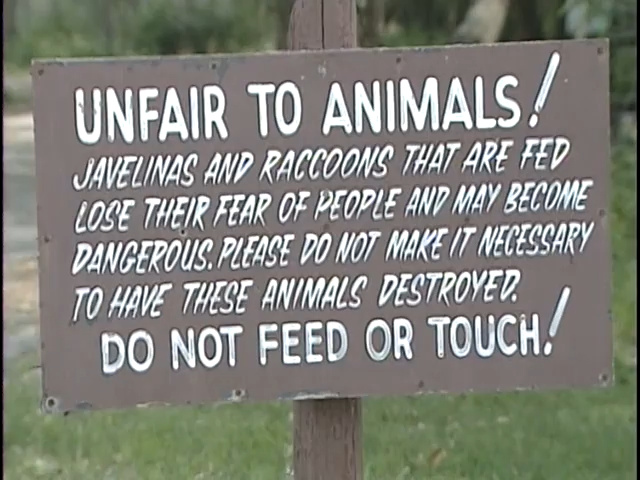 UNFAIR TO ANIMALS!
JAVELINAS AND RACCOONS THAT ARE FED
LOSE THEIR FEAR OF PEOPLE AND MAY BECOME
DANGEROUS. PLEASE DO NOT MAKE IT NECESSARY
TO HAVE THESE ANIMALS DESTROYED.
DO NOT FEED OR TOUCH!